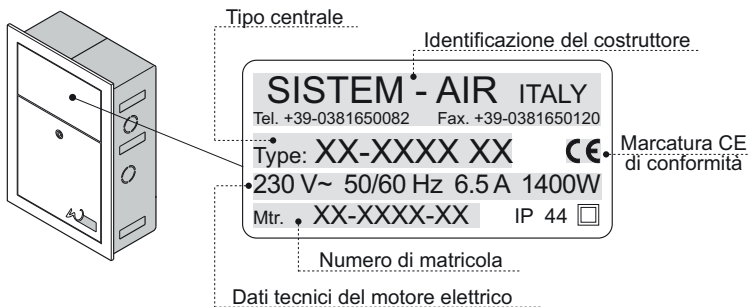 Tipo centrale
Identificazione del costruttore
SISTEM - AIR ITALY
Tel. +39-0381650082 Fax. +39-0381650120
Type: XX-XXXX XX CE
Marcatura CE
di conformità
230 V~ 50/60 Hz 6.5 A 1400W
Mtr. XX-XXXX-XX IP 44
Numero di matricola
Dati tecnici del motore elettrico